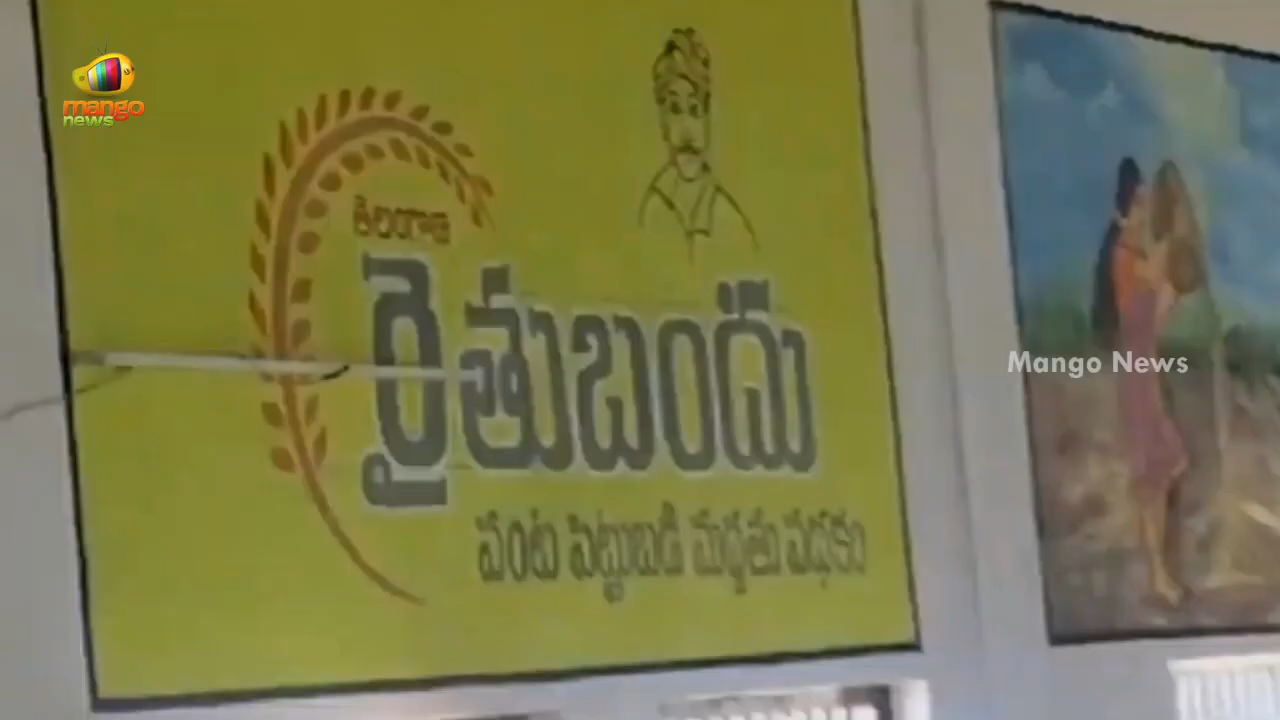 mango
news
తెలంగాణ
రైతుబంధు
పంట పెట్టుబడి మద్దతు పథకం
Mango News